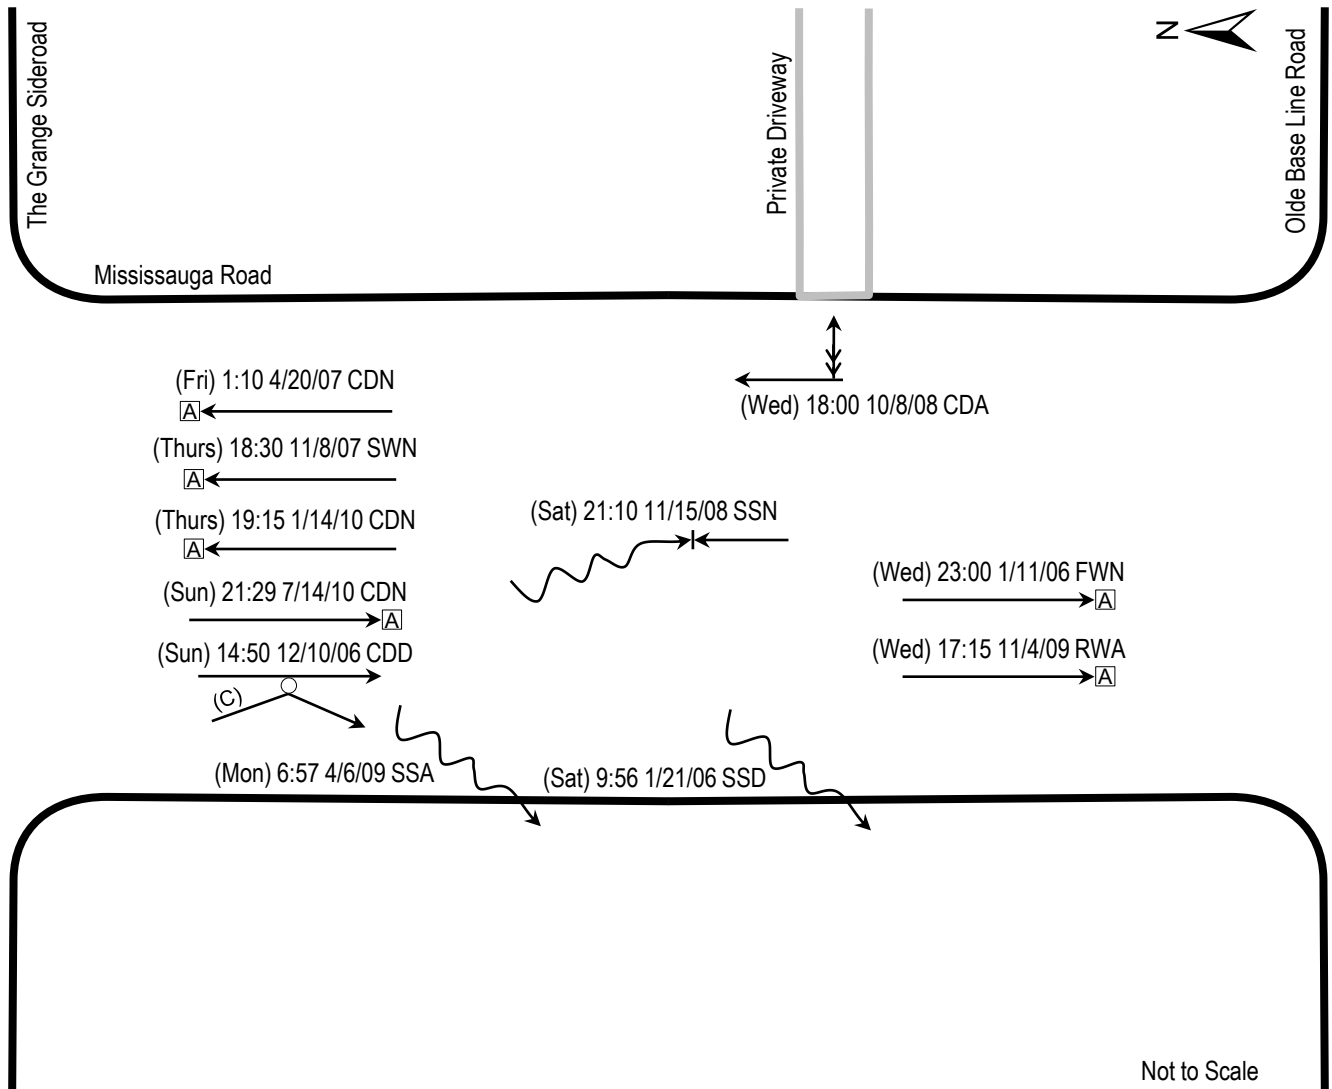 The Grange Sideroad
Private Driveway
N
Olde Base Line Road
Mississauga Road
(Fri) 1:10 4/20/07 CDN
A
(Wed) 18:00 10/8/08 CDA
(Thurs) 18:30 11/8/07 SWN
A
(Sat) 21:10 11/15/08 SSN
(Thurs) 19:15 1/14/10 CDN
A
(Wed) 23:00 1/11/06 FWN
A
(Sun) 21:29 7/14/10 CDN
A
(Sun) 14:50 12/10/06 CDD
(C)
(Wed) 17:15 11/4/09 RWA
A
(Mon) 6:57 4/6/09 SSA
(Sat) 9:56 1/21/06 SSD
Not to Scale